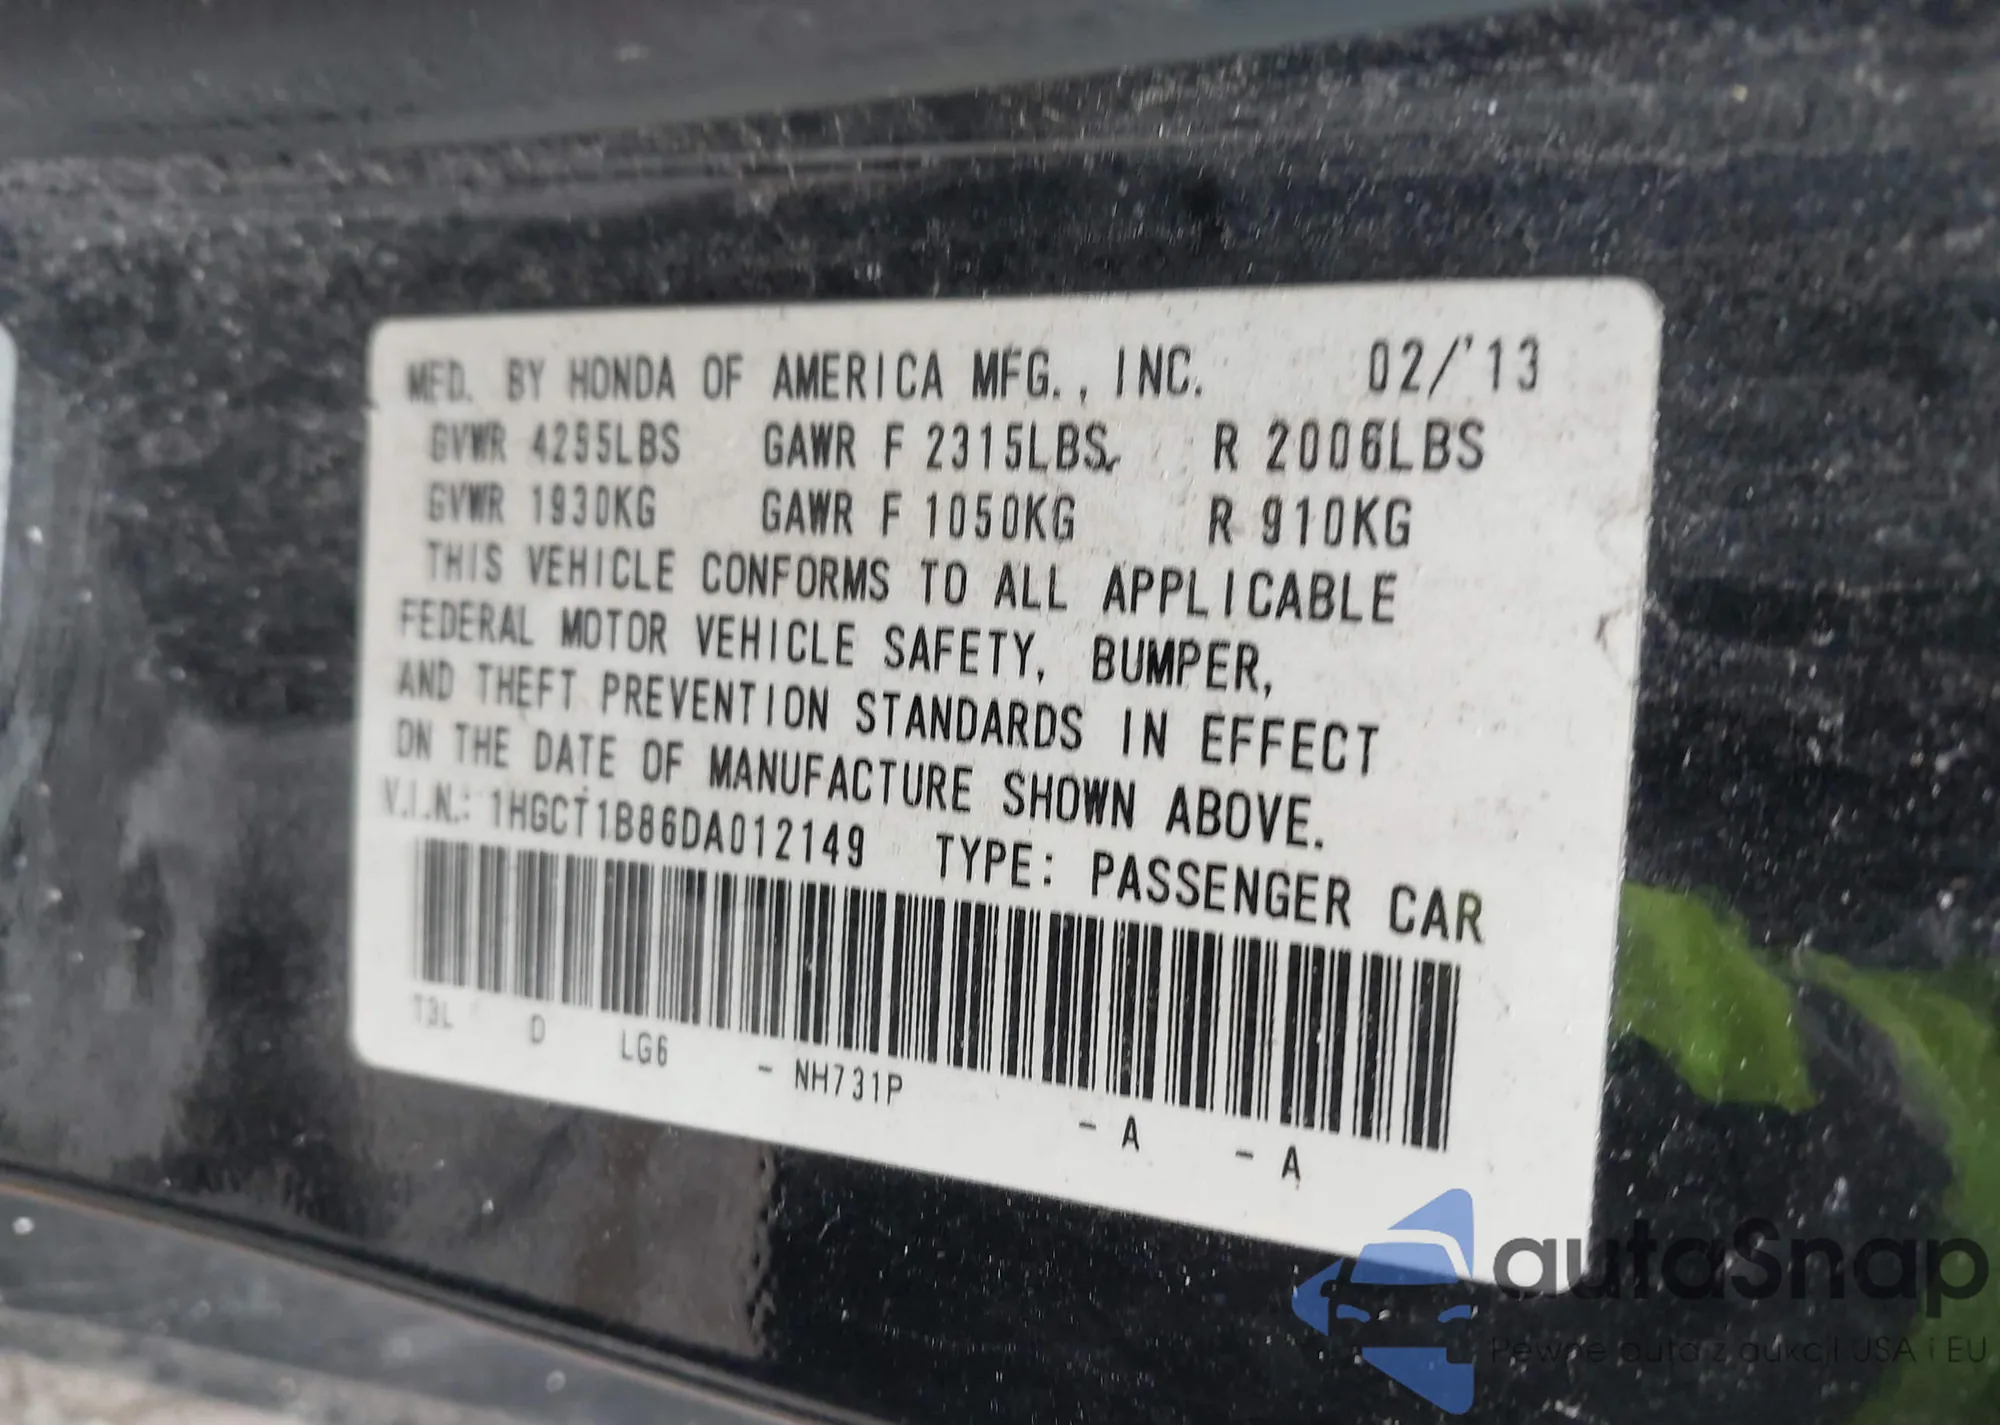 MFD. BY HONDA OF AMERICA MFG., INC. 02/'13
GVWR 4255LBS GAWR F 2315LBS R 2006LBS
GVWR 1930KG GAWR F 1050KG R 910KG
THIS VEHICLE CONFORMS TO ALL APPLICABLE
FEDERAL MOTOR VEHICLE SAFETY, BUMPER,
AND THEFT PREVENTION STANDARDS IN EFFECT
ON THE DATE OF MANUFACTURE SHOWN ABOVE.
V.I.N.: 1HGCT1B86DA012149 TYPE: PASSENGER CAR
T3L D LG6 - NH731P - A - A
autaSnap
Pewne auta z aukcji USA i EU